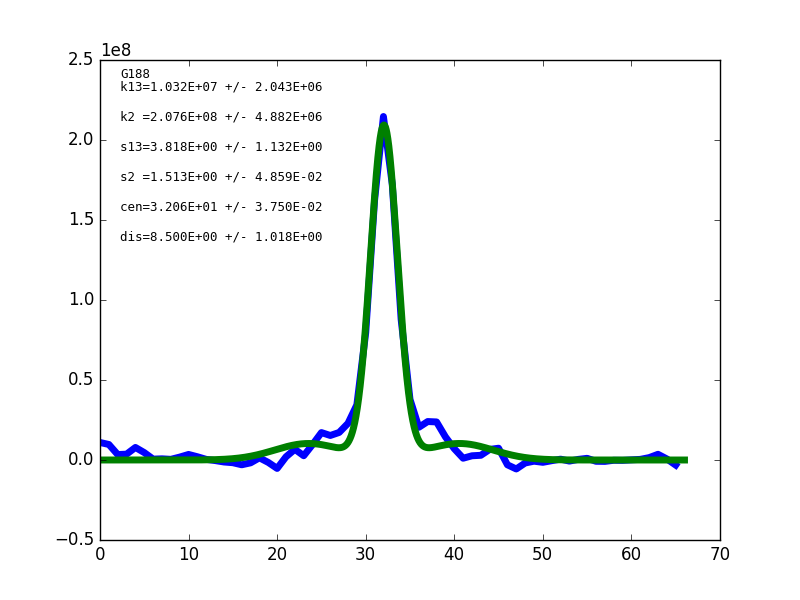 1e8
2.5
2.0
1.5
1.0
0.5
0.0
−0.5
G188
k13=1.032E+07 +/- 2.043E+06
k2 =2.076E+08 +/- 4.882E+06
s13=3.818E+00 +/- 1.132E+00
s2 =1.513E+00 +/- 4.859E-02
cen=3.206E+01 +/- 3.750E-02
dis=8.500E+00 +/- 1.018E+00
0 10 20 30 40 50 60 70